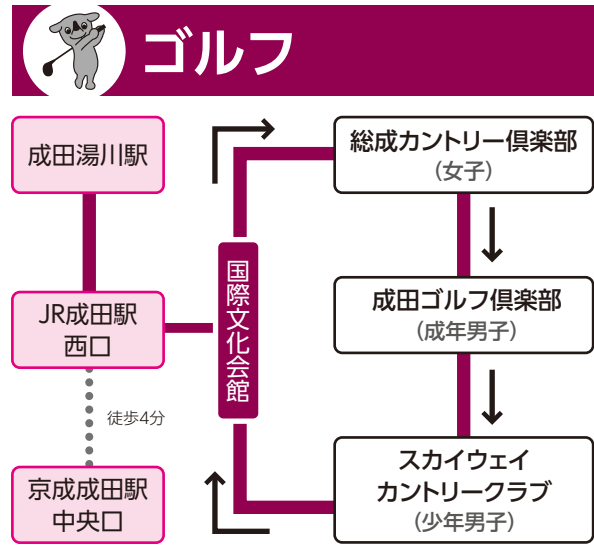 ゴルフ
成田湯川駅
JR成田駅
西口
徒歩4分
京成成田駅
中央口
国際文化会館
総成カントリー倶楽部
（女子）
成田ゴルフ倶楽部
（成年男子）
スカイウェイ
カントリークラブ
（少年男子）